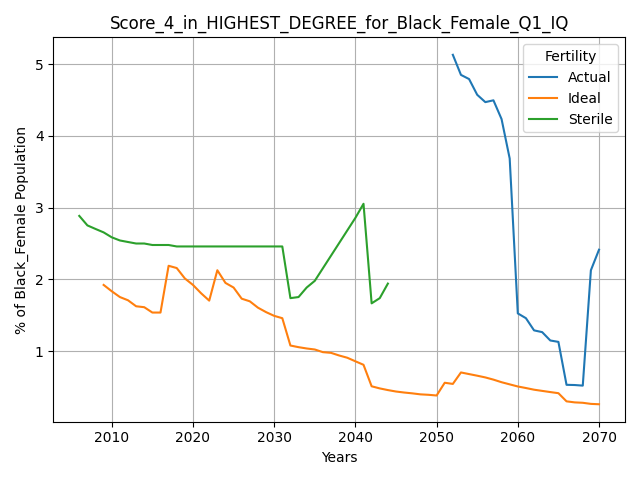 Score_4_in_HIGHEST_DEGREE_for_Black_Female_Q1_IQ
Fertility
Actual
Ideal
Sterile
% of Black_Female Population
5
4
3
2
1
2010 2020 2030 2040 2050 2060 2070
Years